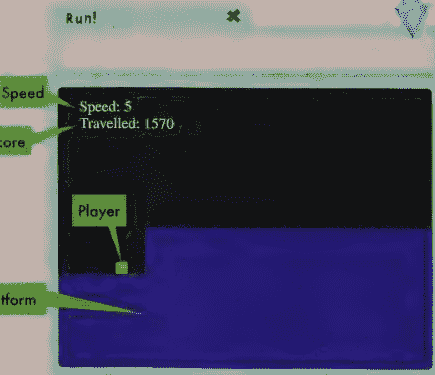 Run!
Speed
Speed: 5
Travelled: 1570
core
Player
tform